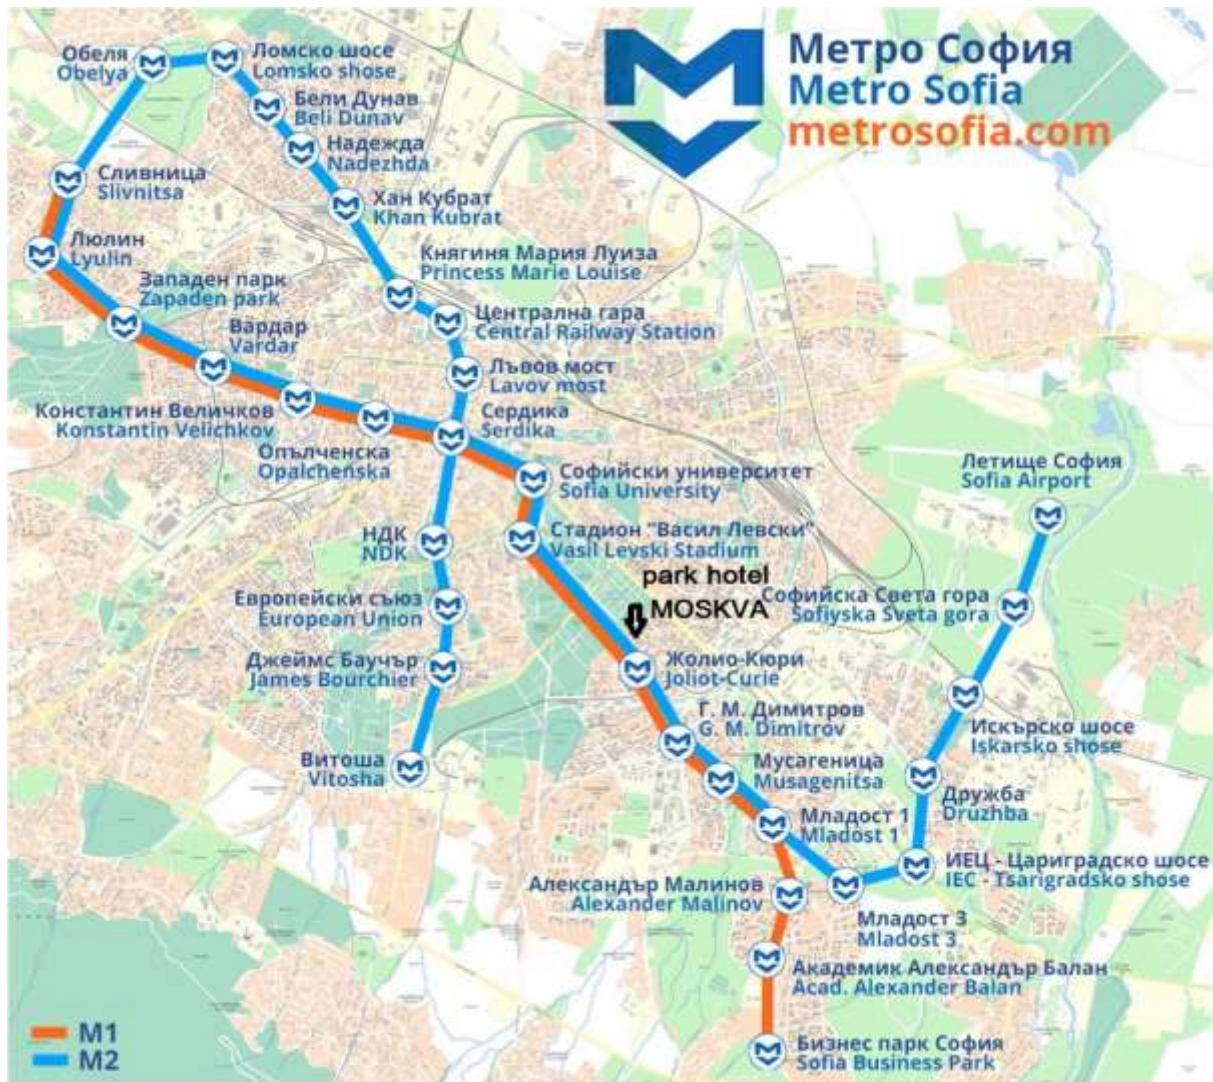 Метро София
Metro Sofia
metrosofia.com
Обеля
Obelya
Ломско шосе
Lomsko shose
Бели Дунав
Beli Dunav
Надежда
Nadezhda
Сливница
Slivnitsa
Хан Кубрат
Khan Kubrat
Люлин
Lyulin
Княгиня Мария Луиза
Princess Marie Louise
Западен парк
Zapaden park
Централна гара
Central Railway Station
Вардар
Vardar
Лъвов мост
Lavov most
Константин Величков
Konstantin Velichkov
Сердика
Serdika
Опълченска
Opalchenska
Софийски университет
Sofia University
Летище София
Sofia Airport
НДК
NDK
Стадион "Васил Левски"
Vasil Levski Stadium
park hotel
MOSKVA
Европейски съюз
European Union
Софийска Света гора
Sofiyska Sveta gora
Джеймс Баучър
James Bourchier
Жолио-Кюри
Joliot-Curie
Г. М. Димитров
G. M. Dimitrov
Искърско шосе
Iskarsko shose
Витоша
Vitosha
Мусагеница
Musagenitsa
Дружба
Druzhba
Младост 1
Mladost 1
ИЕЦ - Цариградско шосе
IEC - Tsarigradsko shose
Александър Малинов
Alexander Malinov
Младост 3
Mladost 3
Академик Александър Балан
Acad. Alexander Balan
Бизнес парк София
Sofia Business Park
M1
M2